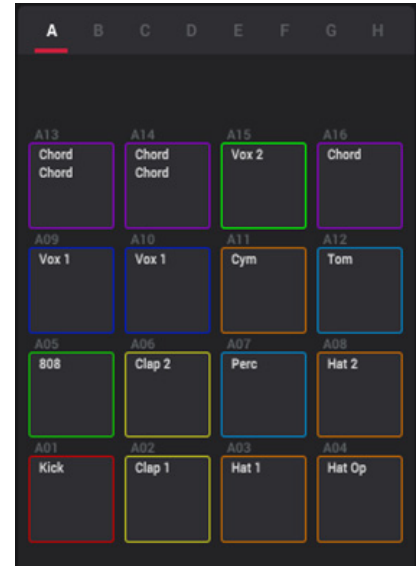 A B C D E F G H
A13 A14 A15 A16
Chord Chord Vox 2 Chord
Chord Chord
A09 A10 A11 A12
Vox 1 Vox 1 Cym Tom
A05 A06 A07 A08
808 Clap 2 Perc Hat 2
A01 A02 A03 A04
Kick Clap 1 Hat 1 Hat Op